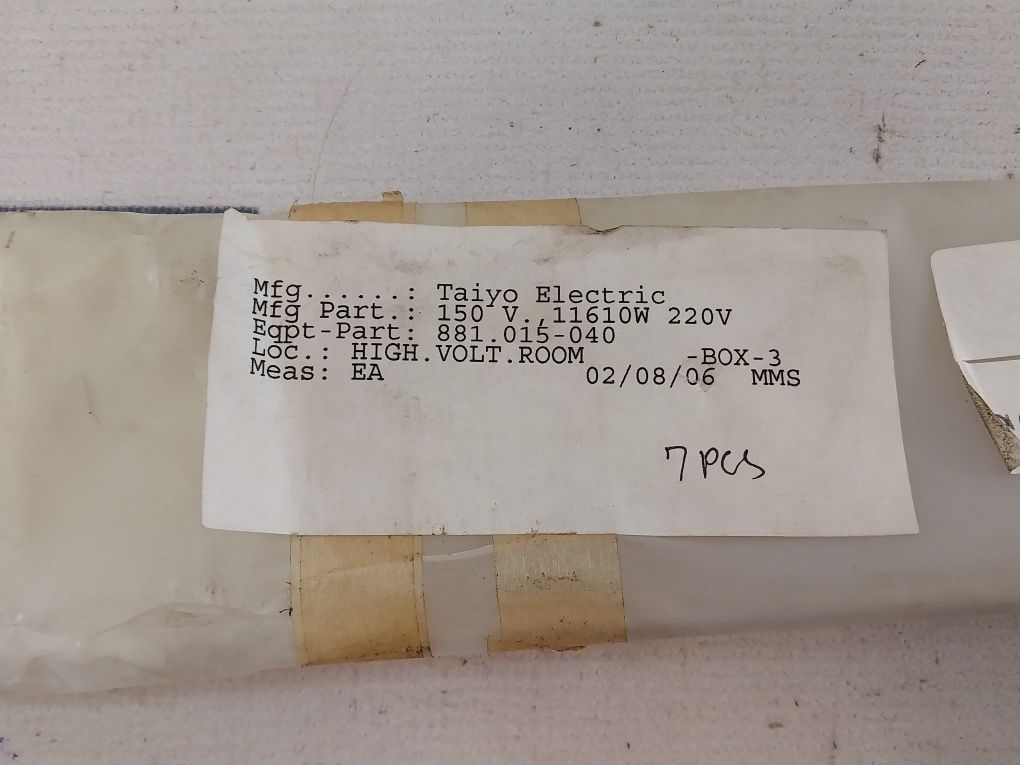 Mfg......: Taiyo Electric
Mfg Part.: 150 V.,11610W 220V
Eqpt-Part: 881.015-040
Loc.: HIGH.VOLT.ROOM -BOX-3
Meas: EA 02/08/06 MMS
7 PCS